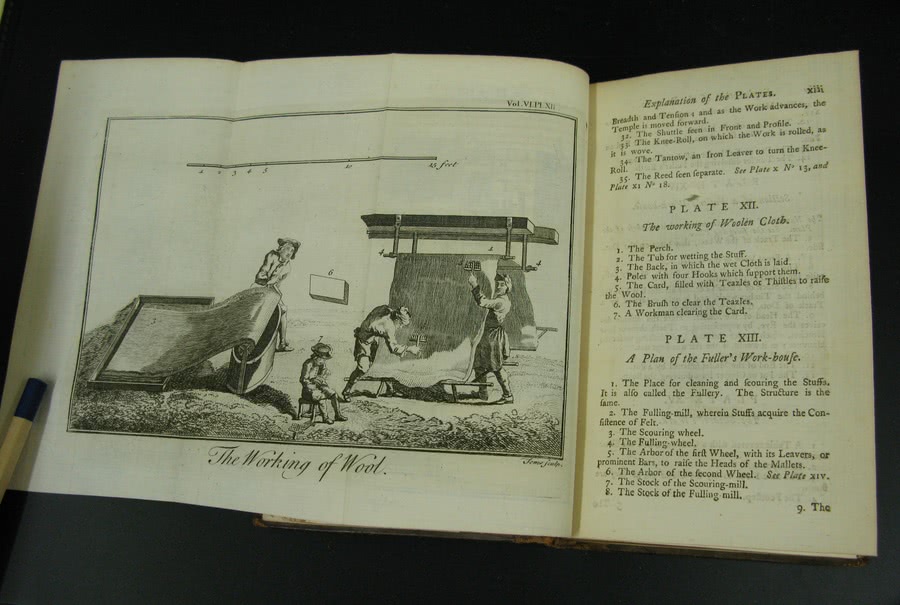 Vol. VI. Pl. XII
1 2 3 4 5 10 15 feet
6
4 4
4 4
The Working of Wool.
sculp.
Explanation of the PLATES. xiii
Breadth and Tension; and as the Work advances, the
Temple is moved forward.
32. The Shuttle ſeen in Front and Profile.
33. The Knee-Roll, on which the Work is rolled, as
it is wove.
34. The Tantow, an Iron Leaver to turn the Knee-
Roll.
35. The Reed ſeen ſeparate. See Plate X Nº 13, and
Plate XI Nº 18.
PLATE XII.
The working of Woolen Cloth.
1. The Perch.
2. The Tub for wetting the Stuff.
3. The Back, in which the wet Cloth is laid.
4. Poles with four Hooks which ſupport them.
5. The Card, filled with Teazles or Thiſtles to raiſe
the Wool.
6. The Bruſh to clear the Teazles.
7. A Workman clearing the Card.
PLATE XIII.
A Plan of the Fuller's Work-houſe.
1. The Place for cleaning and ſcouring the Stuffs.
It is alſo called the Fullery. The Structure is the
ſame.
2. The Fulling-mill, wherein Stuffs acquire the Con-
ſiſtence of Felt.
3. The Scouring wheel.
4. The Fulling-wheel.
5. The Arbor of the firſt Wheel, with its Leavers, or
prominent Bars, to raiſe the Heads of the Mallets.
6. The Arbor of the ſecond Wheel. See Plate XIV.
7. The Stock of the Scouring-mill.
8. The Stock of the Fulling mill.
9. The